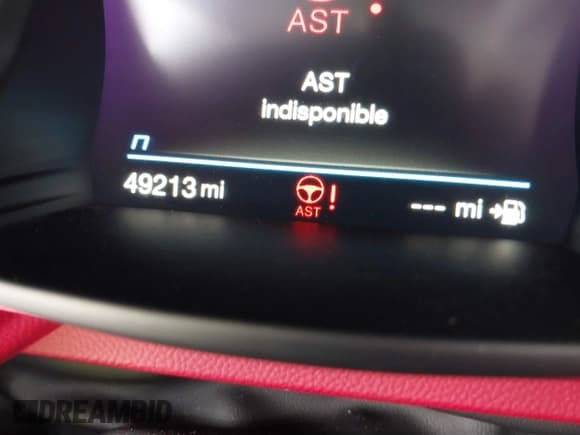 AST
AST
indisponible
n
49213 mi
AST !
--- mi
DREAMBID